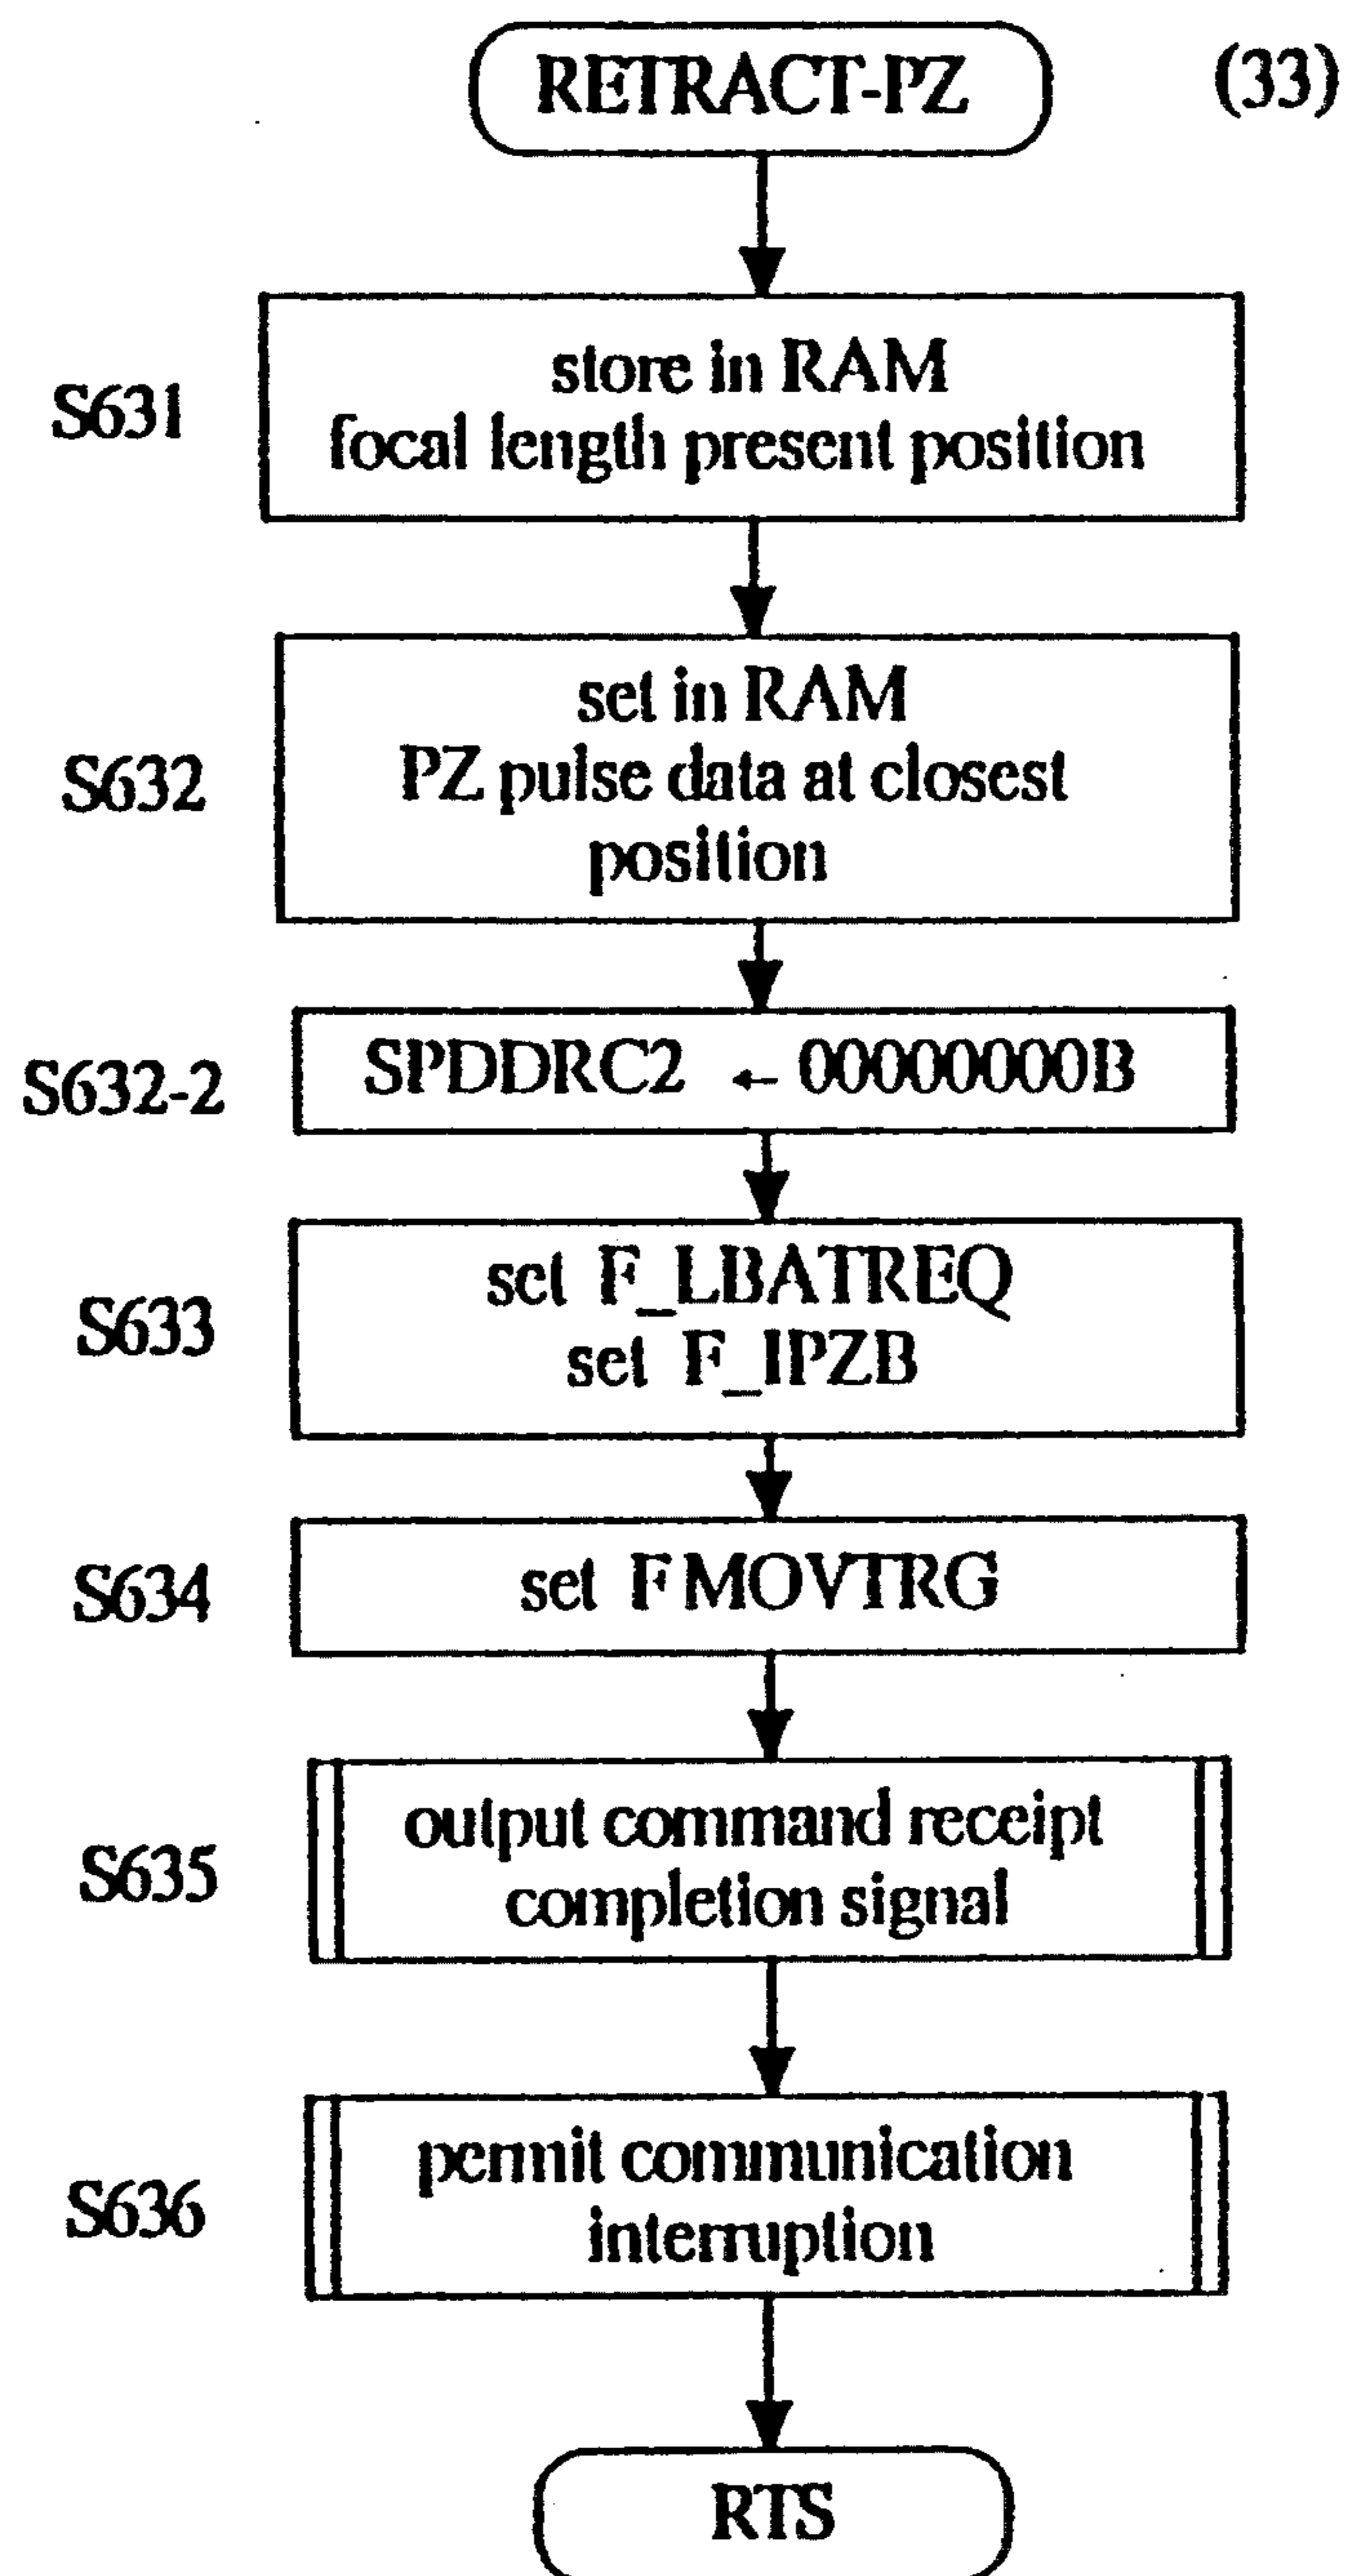 RETRACT-PZ
(33)
S631
store in RAM
focal length present position
S632
set in RAM
PZ pulse data at closest
position
S632-2
SPDDRC2 ← 00000000B
S633
set F_LBATREQ
set F_IPZB
S634
set F MOVTRG
S635
output command receipt
completion signal
S636
permit communication
interruption
RTS